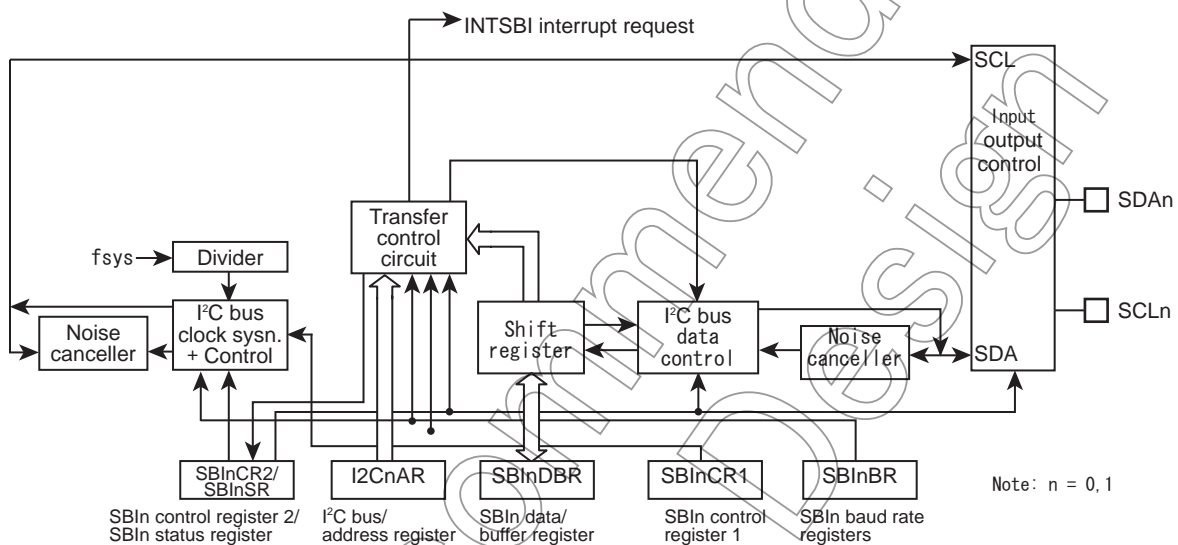 INTSBI interrupt request
SCL
Input
output
control
SDAn
SCLn
SDA
Transfer
control
circuit
fsys
Divider
I²C bus
clock sysn.
+ Control
Noise
canceller
Shift
register
I²C bus
data
control
Noise
canceller
SBInCR2/
SBInSR
I2CnAR
SBInDBR
SBInCR1
SBInBR
Note: n = 0,1
SBIn control register 2/
SBIn status register
I²C bus/
address register
SBIn data/
buffer register
SBIn control
register 1
SBIn baud rate
registers
ommend
Design